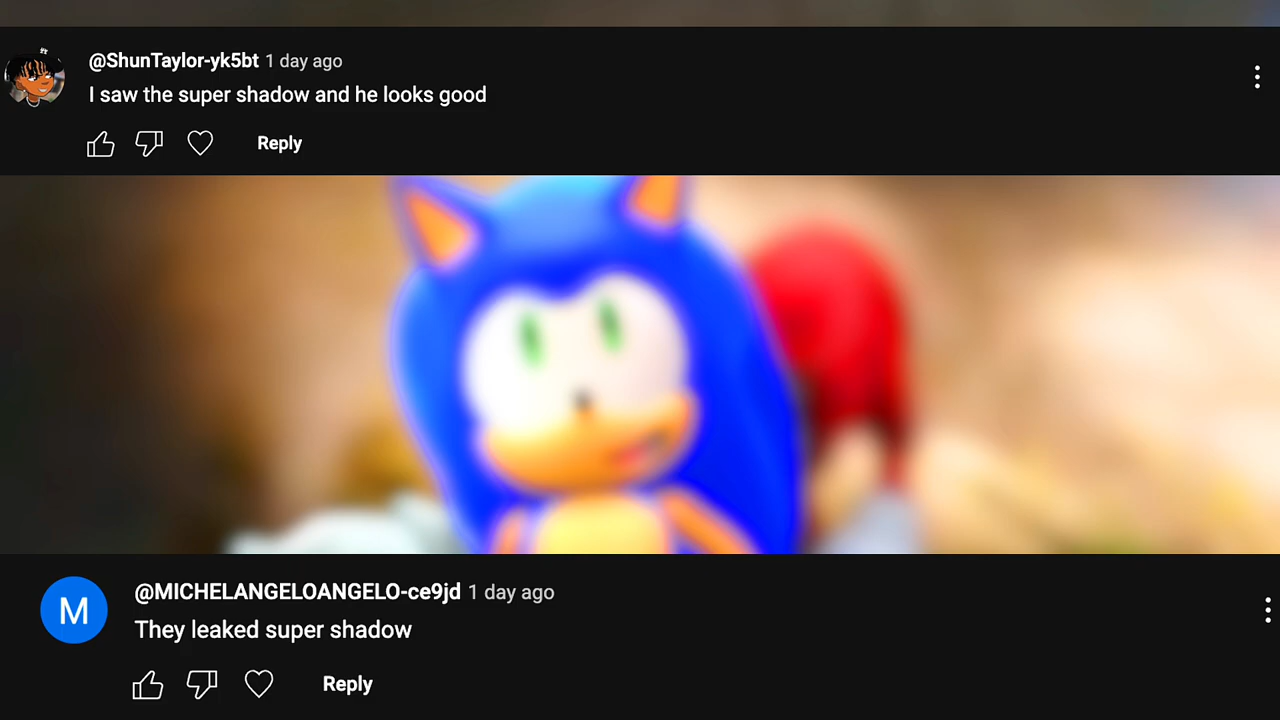 @ShunTaylor-yk5bt 1 day ago
I saw the super shadow and he looks good
Reply
@MICHELANGELOANGELO-ce9jd 1 day ago
M
They leaked super shadow
Reply